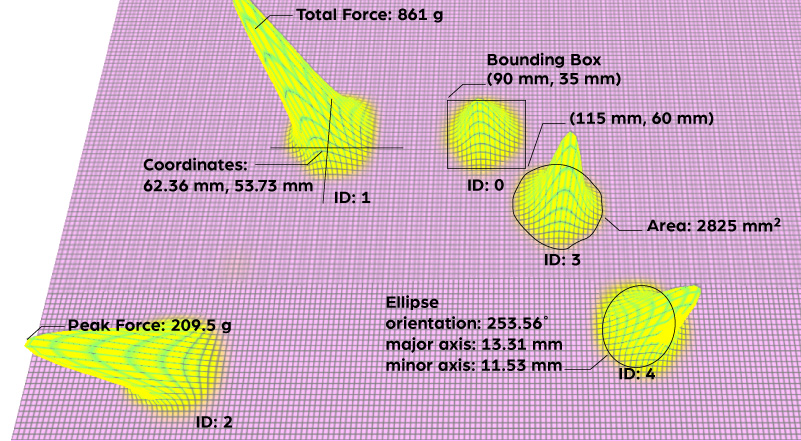 Total Force: 861 g
Bounding Box
(90 mm, 35 mm)
(115 mm, 60 mm)
Coordinates:
62.36 mm, 53.73 mm
ID: 1
ID: 0
Area: 2825 mm²
ID: 3
Ellipse
orientation: 253.56°
major axis: 13.31 mm
minor axis: 11.53 mm
ID: 4
Peak Force: 209.5 g
ID: 2